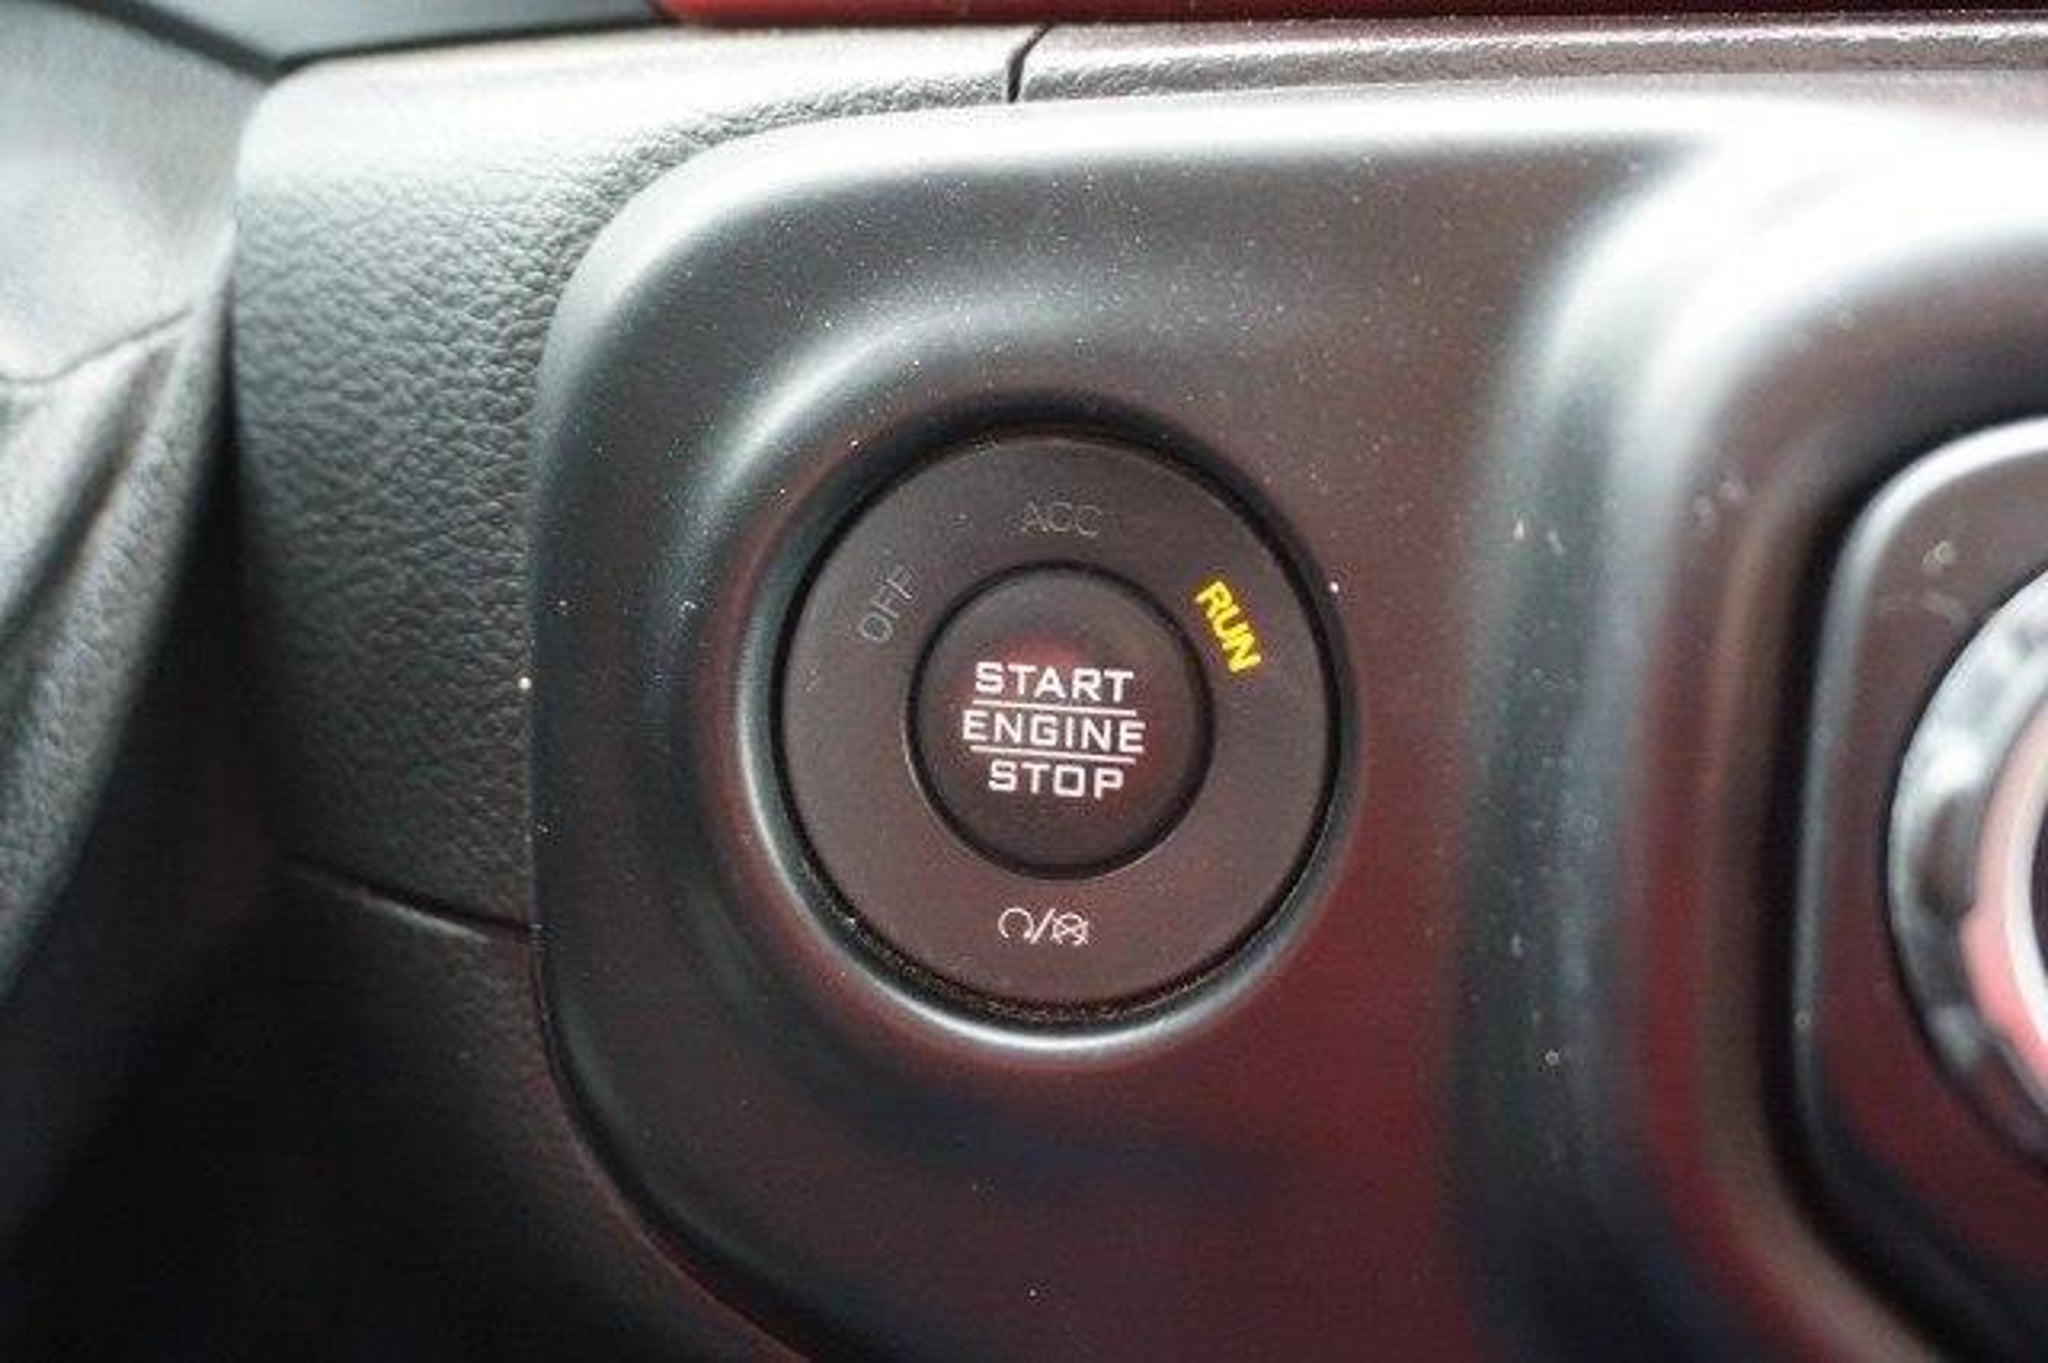 OFF
ACC
RUN
START
ENGINE
STOP